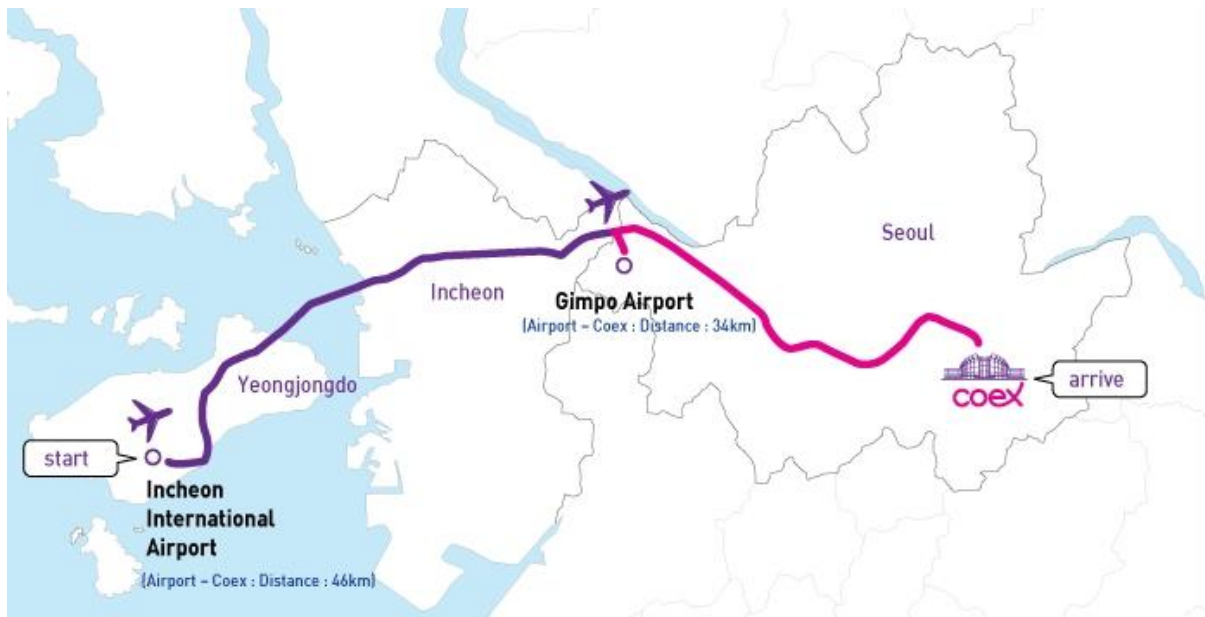 Seoul
Incheon
Gimpo Airport
(Airport – Coex : Distance : 34km)
Yeongjongdo
coex
arrive
start
Incheon
International
Airport
(Airport – Coex : Distance : 46km)